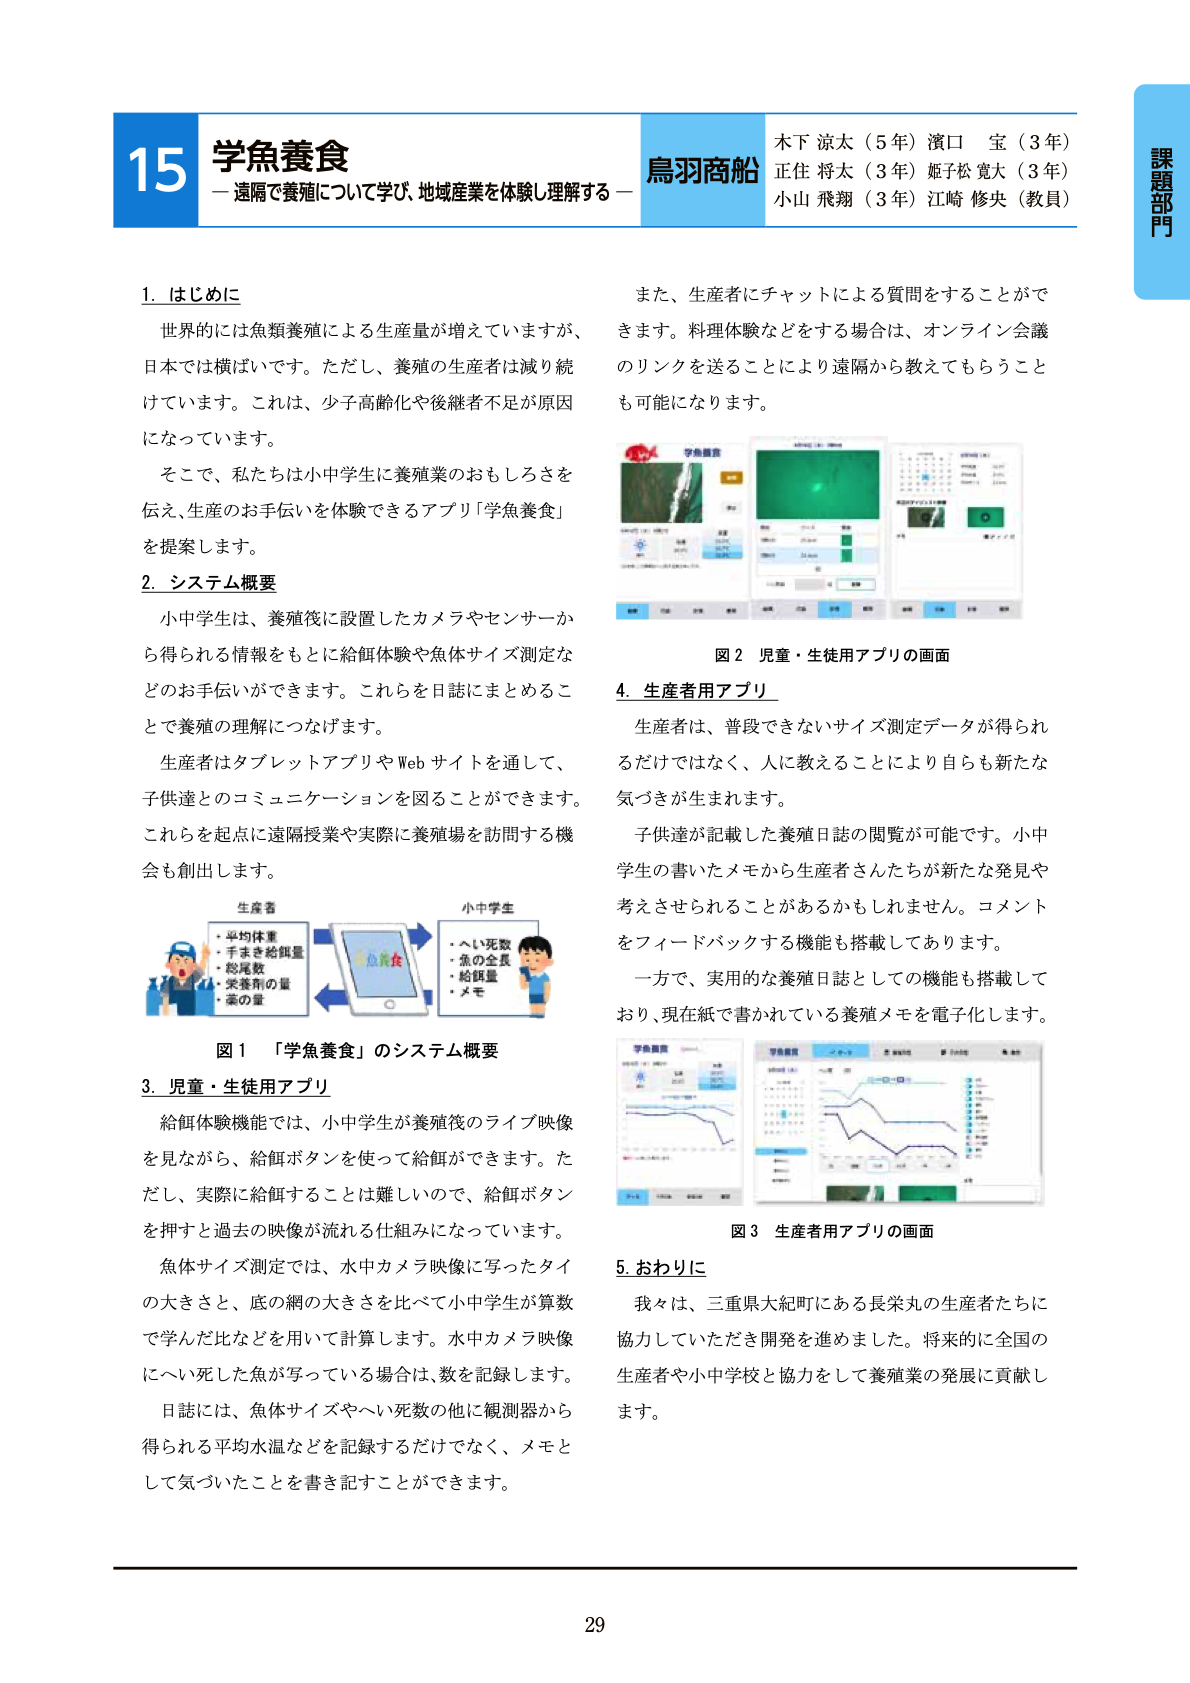 課題部門
15
学魚養食
― 遠隔で養殖について学び、地域産業を体験し理解する ―
鳥羽商船
木下 涼太（５年）濱口　宝（３年）
正住 将太（３年）姫子松 寛大（３年）
小山 飛翔（３年）江崎 修央（教員）
1. はじめに
世界的には魚類養殖による生産量が増えていますが、
日本では横ばいです。ただし、養殖の生産者は減り続
けています。これは、少子高齢化や後継者不足が原因
になっています。
そこで、私たちは小中学生に養殖業のおもしろさを
伝え、生産のお手伝いを体験できるアプリ「学魚養食」
を提案します。
2. システム概要
小中学生は、養殖筏に設置したカメラやセンサーか
ら得られる情報をもとに給餌体験や魚体サイズ測定な
どのお手伝いができます。これらを日誌にまとめるこ
とで養殖の理解につなげます。
生産者はタブレットアプリや Web サイトを通して、
子供達とのコミュニケーションを図ることができます。
これらを起点に遠隔授業や実際に養殖場を訪問する機
会も創出します。
生産者
・平均体重
・手まき給餌量
・総尾数
・栄養剤の量
・薬の量
魚養食
小中学生
・へい死数
・魚の全長
・給餌量
・メモ
図１　「学魚養食」のシステム概要
3. 児童・生徒用アプリ
給餌体験機能では、小中学生が養殖筏のライブ映像
を見ながら、給餌ボタンを使って給餌ができます。た
だし、実際に給餌することは難しいので、給餌ボタン
を押すと過去の映像が流れる仕組みになっています。
魚体サイズ測定では、水中カメラ映像に写ったタイ
の大きさと、底の網の大きさを比べて小中学生が算数
で学んだ比などを用いて計算します。水中カメラ映像
にへい死した魚が写っている場合は、数を記録します。
日誌には、魚体サイズやへい死数の他に観測器から
得られる平均水温などを記録するだけでなく、メモと
して気づいたことを書き記すことができます。
また、生産者にチャットによる質問をすることがで
きます。料理体験などをする場合は、オンライン会議
のリンクを送ることにより遠隔から教えてもらうこと
も可能になります。
学魚養食
図２　児童・生徒用アプリの画面
4. 生産者用アプリ
生産者は、普段できないサイズ測定データが得られ
るだけではなく、人に教えることにより自らも新たな
気づきが生まれます。
子供達が記載した養殖日誌の閲覧が可能です。小中
学生の書いたメモから生産者さんたちが新たな発見や
考えさせられることがあるかもしれません。コメント
をフィードバックする機能も搭載してあります。
一方で、実用的な養殖日誌としての機能も搭載して
おり、現在紙で書かれている養殖メモを電子化します。
学魚養食
学魚養食
図３　生産者用アプリの画面
5. おわりに
我々は、三重県大紀町にある長栄丸の生産者たちに
協力していただき開発を進めました。将来的に全国の
生産者や小中学校と協力をして養殖業の発展に貢献し
ます。
29